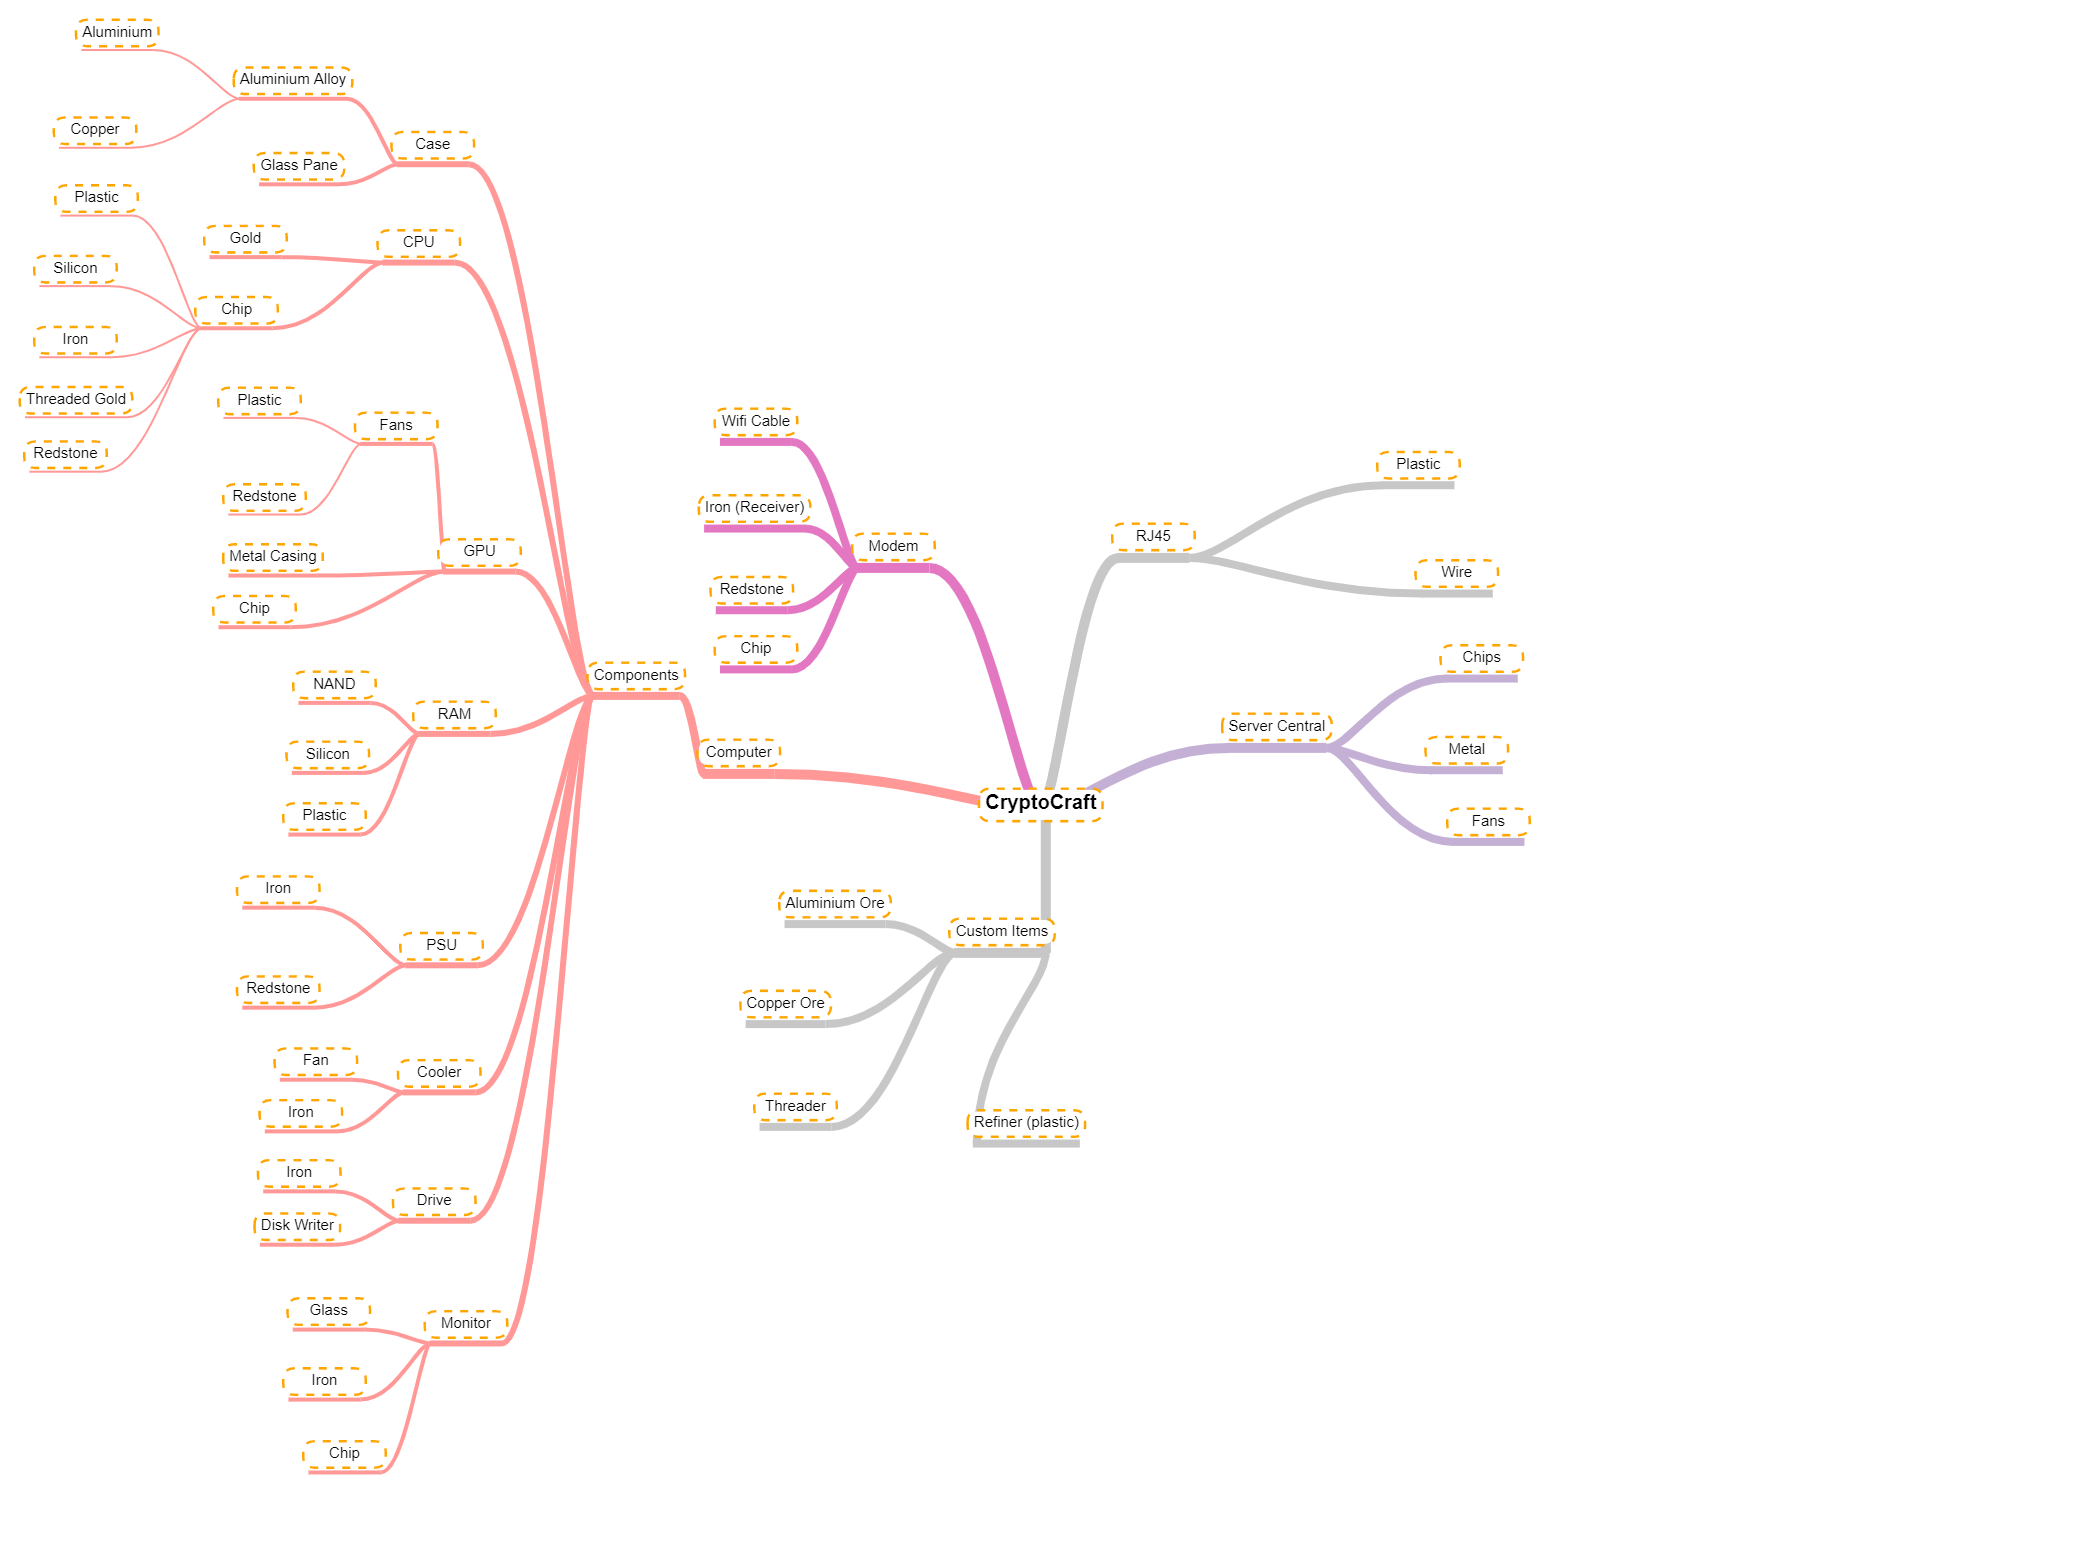 Aluminium
Aluminium Alloy
Copper
Case
Glass Pane
Plastic
Gold
CPU
Silicon
Chip
Iron
Threaded Gold
Redstone
Plastic
Fans
Redstone
GPU
Metal Casing
Chip
NAND
RAM
Silicon
Plastic
Components
Computer
Iron
PSU
Redstone
Fan
Cooler
Iron
Iron
Drive
Disk Writer
Glass
Monitor
Iron
Chip
Wifi Cable
Iron (Receiver)
Modem
Redstone
Chip
CryptoCraft
RJ45
Plastic
Wire
Chips
Server Central
Metal
Fans
Aluminium Ore
Custom Items
Copper Ore
Threader
Refiner (plastic)